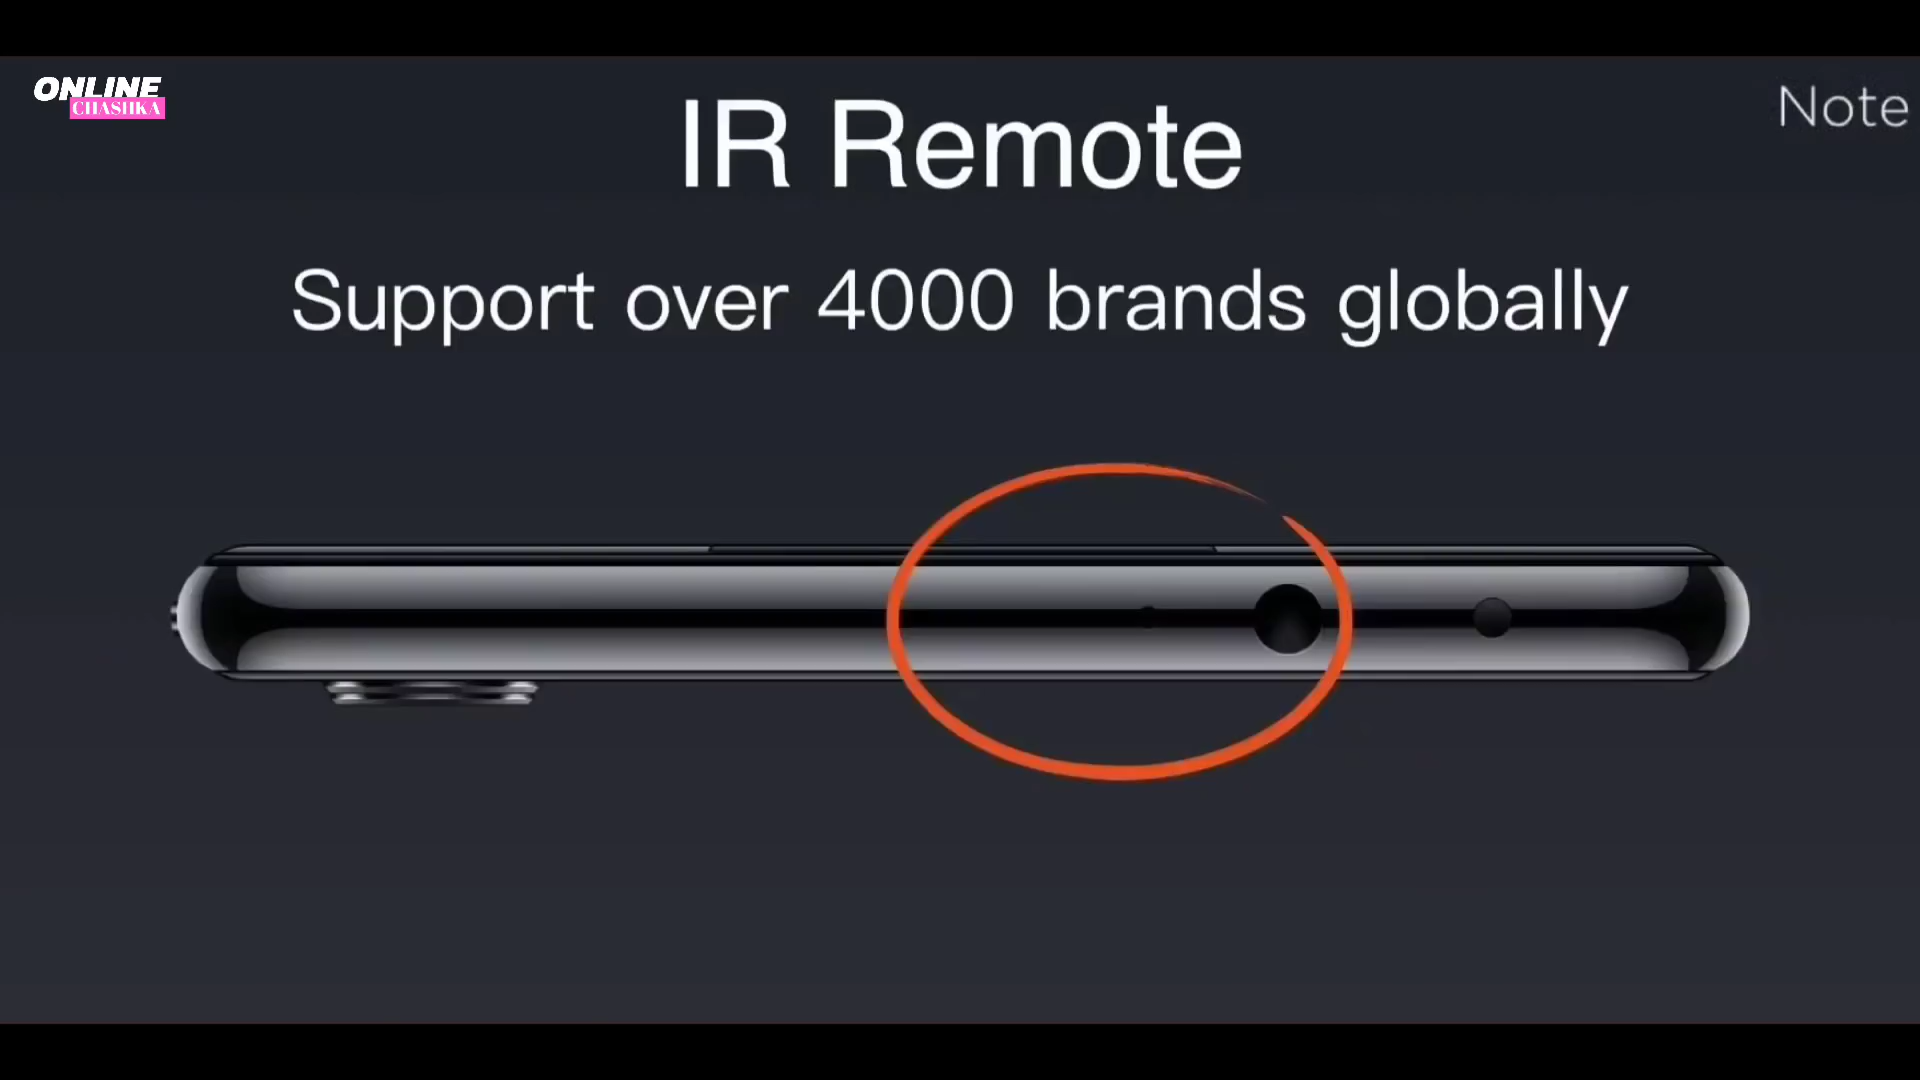 ONLINE
CHASHKA
Note
IR Remote
Support over 4000 brands globally